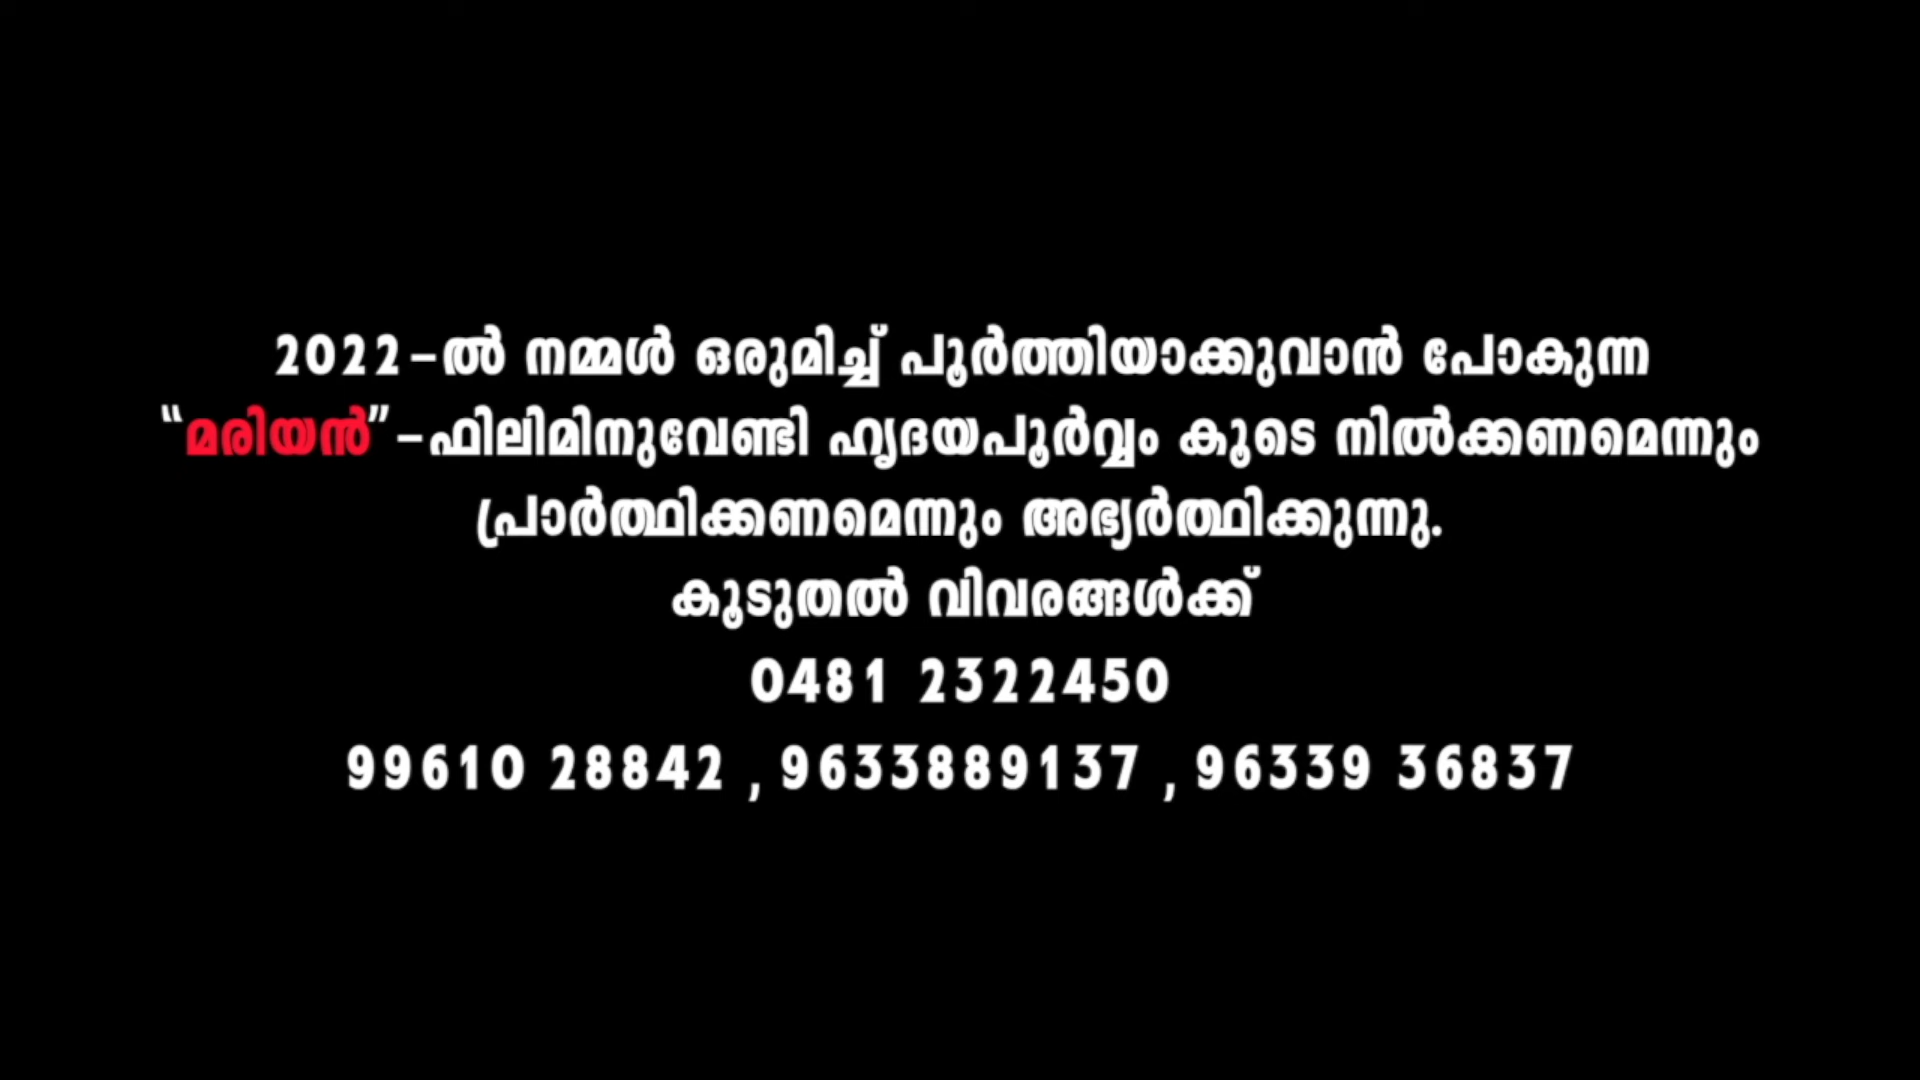 2022-ൽ നമ്മൾ ഒരുമിച്ച് പൂർത്തിയാക്കുവാൻ പോകുന്ന
“മരിയൻ”-ഫിലിമിനുവേണ്ടി ഹൃദയപൂർവ്വം കൂടെ നിൽക്കണമെന്നും
പ്രാർത്ഥിക്കണമെന്നും അഭ്യർത്ഥിക്കുന്നു.
കൂടുതൽ വിവരങ്ങൾക്ക്
0481 2322450
99610 28842 , 9633889137 , 96339 36837